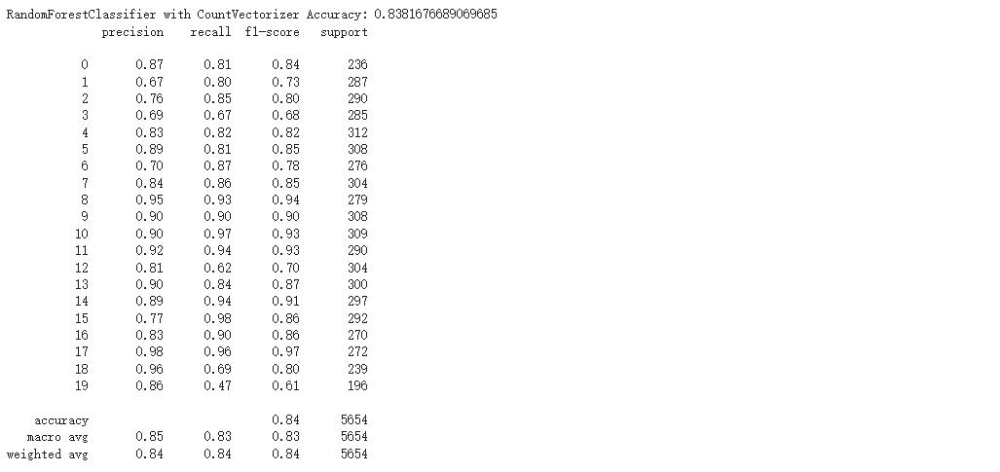 RandomForestClassifier with CountVectorizer Accuracy: 0.8381676689069685
precision recall f1-score support
0 0.87 0.81 0.84 236
1 0.67 0.80 0.73 287
2 0.76 0.85 0.80 290
3 0.69 0.67 0.68 285
4 0.83 0.82 0.82 312
5 0.89 0.81 0.85 308
6 0.70 0.87 0.78 276
7 0.84 0.86 0.85 304
8 0.95 0.93 0.94 279
9 0.90 0.90 0.90 308
10 0.90 0.97 0.93 309
11 0.92 0.94 0.93 290
12 0.81 0.62 0.70 304
13 0.90 0.84 0.87 300
14 0.89 0.94 0.91 297
15 0.77 0.98 0.86 292
16 0.83 0.90 0.86 270
17 0.98 0.96 0.97 272
18 0.96 0.69 0.80 239
19 0.86 0.47 0.61 196
accuracy 0.84 5654
macro avg 0.85 0.83 0.83 5654
weighted avg 0.84 0.84 0.84 5654